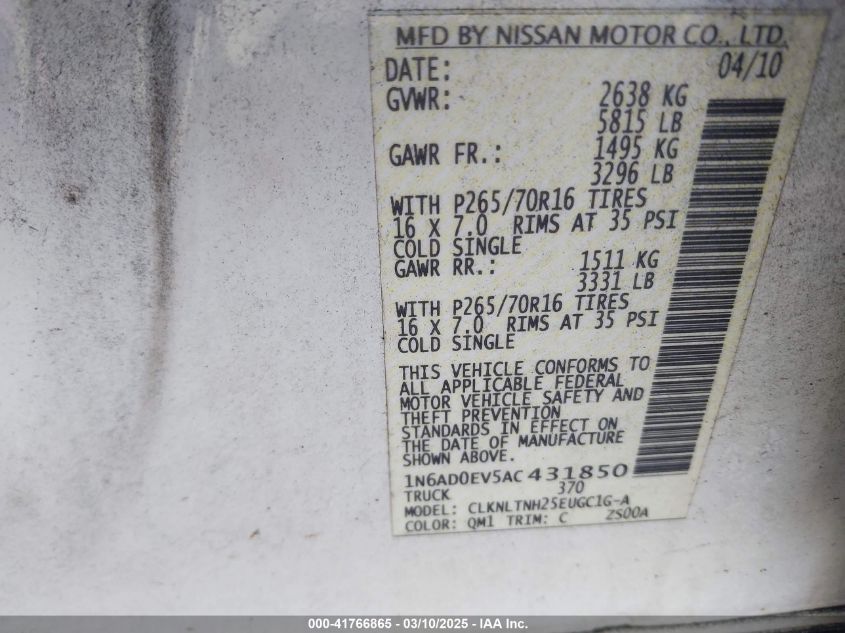 MFD BY NISSAN MOTOR CO., LTD.
DATE: 04/10
GVWR: 2638 KG
5815 LB
GAWR FR.: 1495 KG
3296 LB
WITH P265/70R16 TIRES
16 X 7.0 RIMS AT 35 PSI
COLD SINGLE
GAWR RR.: 1511 KG
3331 LB
WITH P265/70R16 TIRES
16 X 7.0 RIMS AT 35 PSI
COLD SINGLE
THIS VEHICLE CONFORMS TO
ALL APPLICABLE FEDERAL
MOTOR VEHICLE SAFETY AND
THEFT PREVENTION
STANDARDS IN EFFECT ON
THE DATE OF MANUFACTURE
SHOWN ABOVE.
1N6AD0EV5AC 431850
TRUCK 370
MODEL: CLKNLTNH25EUGC1G-A
COLOR: QM1 TRIM: C ZS00A
000-41766865 - 03/10/2025 - IAA Inc.